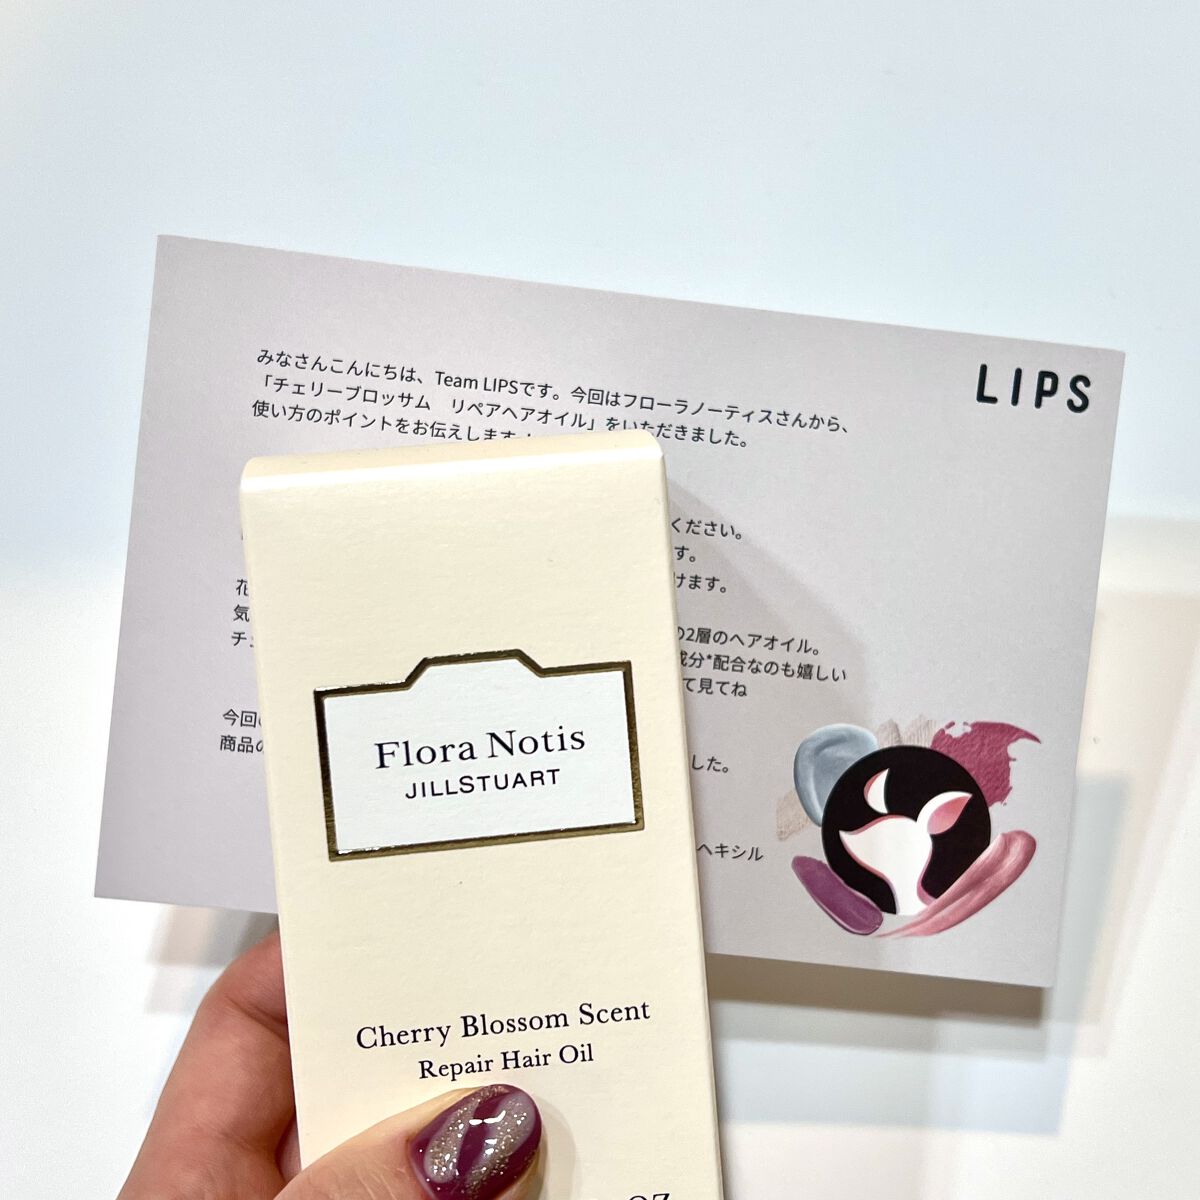 LIPS
みなさんこんにちは、Team LIPSです。今回はフローラノーティスさんから、
「チェリーブロッサム　リペアヘアオイル」をいただきました。
使い方のポイントをお伝えします
ください。
す。
けます。
花
気
チェ
の2層のヘアオイル。
成分*配合なのも嬉しい
て見てね
今回の
商品の
した。
ヘキシル
Flora Notis
JILLSTUART
Cherry Blossom Scent
Repair Hair Oil